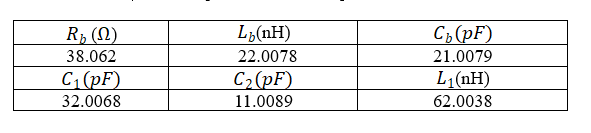 R_b (Ω) L_b(nH) C_b(pF)
38.062 22.0078 21.0079
C_1(pF) C_2(pF) L_1(nH)
32.0068 11.0089 62.0038